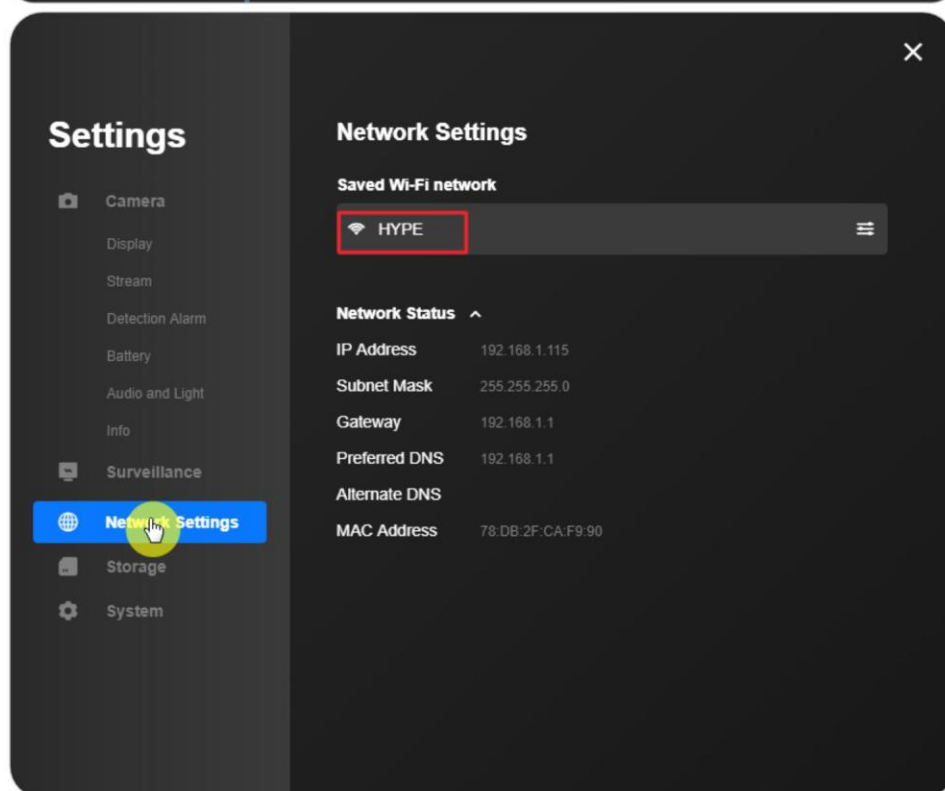 Settings
Camera
Display
Stream
Detection Alarm
Battery
Audio and Light
Info
Surveillance
Network Settings
Storage
System
Network Settings
Saved Wi-Fi network
HYPE
Network Status
IP Address 192.168.1.115
Subnet Mask 255.255.255.0
Gateway 192.168.1.1
Preferred DNS 192.168.1.1
Alternate DNS
MAC Address 78:DB:2F:CA:F9:90